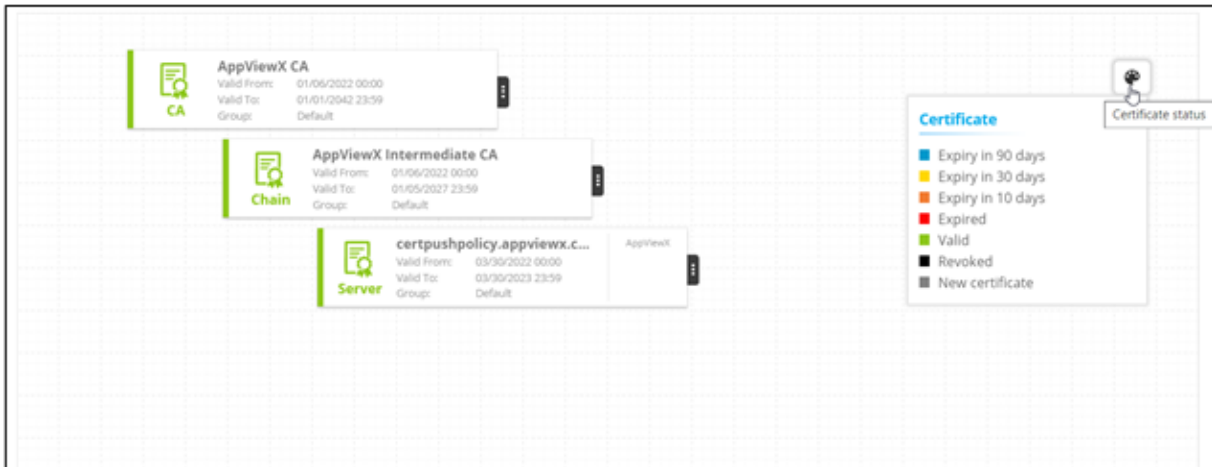 AppViewX CA
Valid From: 01/06/2022 00:00
Valid To: 01/01/2042 23:59
Group: Default
CA
AppViewX Intermediate CA
Valid From: 01/06/2022 00:00
Valid To: 01/05/2027 23:59
Group: Default
Chain
certpushpolicy.appviewx.c...
AppViewX
Valid From: 03/30/2022 00:00
Valid To: 03/30/2023 23:59
Group: Default
Server
Certificate status
Certificate
Expiry in 90 days
Expiry in 30 days
Expiry in 10 days
Expired
Valid
Revoked
New certificate